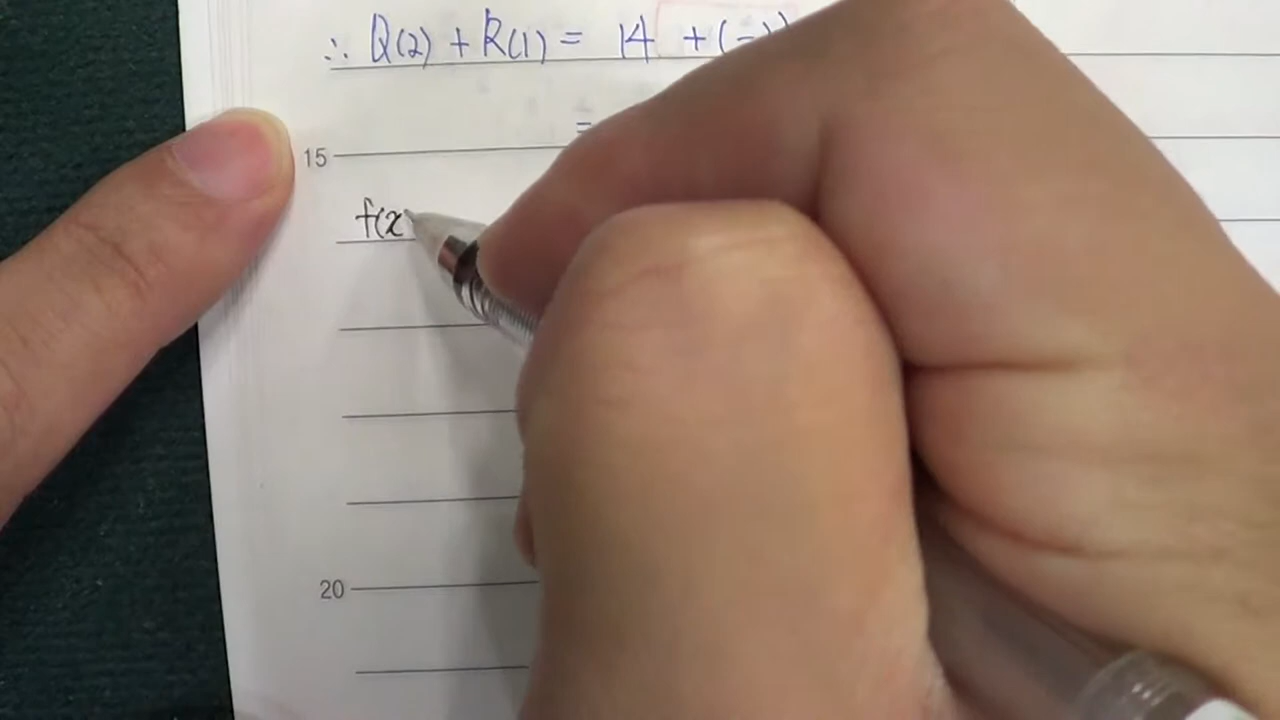 ∴ Q(2) + R(1) = 14 + (-
=
15
f(x
20